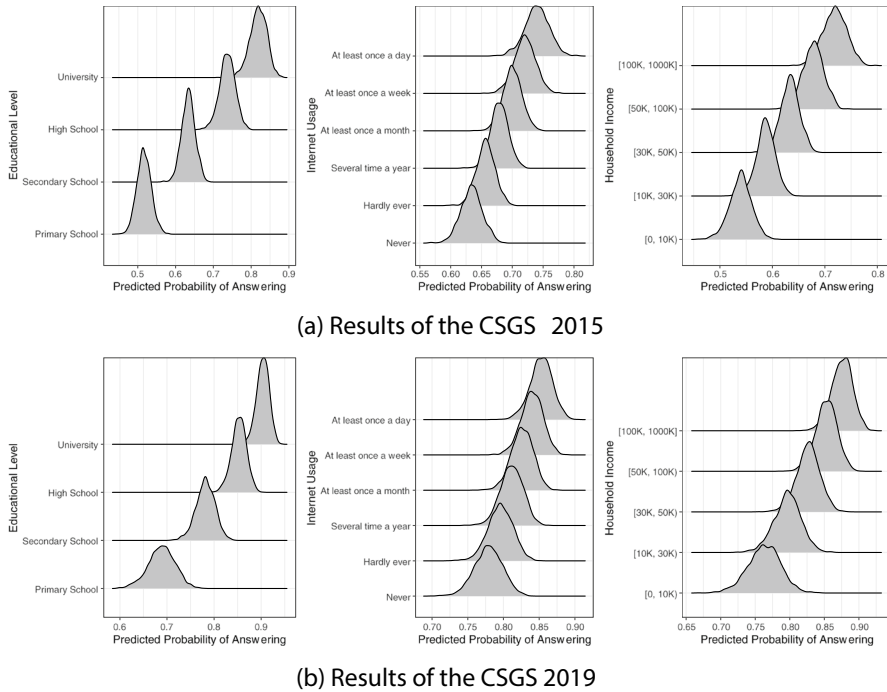 Educational Level
University
High School
Secondary School
Primary School
0.5 0.6 0.7 0.8 0.9
Predicted Probability of Answering
Internet Usage
At least once a day
At least once a week
At least once a month
Several time a year
Hardly ever
Never
0.55 0.60 0.65 0.70 0.75 0.80
Predicted Probability of Answering
Household Income
[100K, 1000K]
[50K, 100K)
[30K, 50K)
[10K, 30K)
[0, 10K)
0.5 0.6 0.7 0.8
Predicted Probability of Answering
(a) Results of the CSGS 2015
Educational Level
University
High School
Secondary School
Primary School
0.6 0.7 0.8 0.9
Predicted Probability of Answering
Internet Usage
At least once a day
At least once a week
At least once a month
Several time a year
Hardly ever
Never
0.70 0.75 0.80 0.85 0.90
Predicted Probability of Answering
Household Income
[100K, 1000K]
[50K, 100K)
[30K, 50K)
[10K, 30K)
[0, 10K)
0.65 0.70 0.75 0.80 0.85 0.90
Predicted Probability of Answering
(b) Results of the CSGS 2019